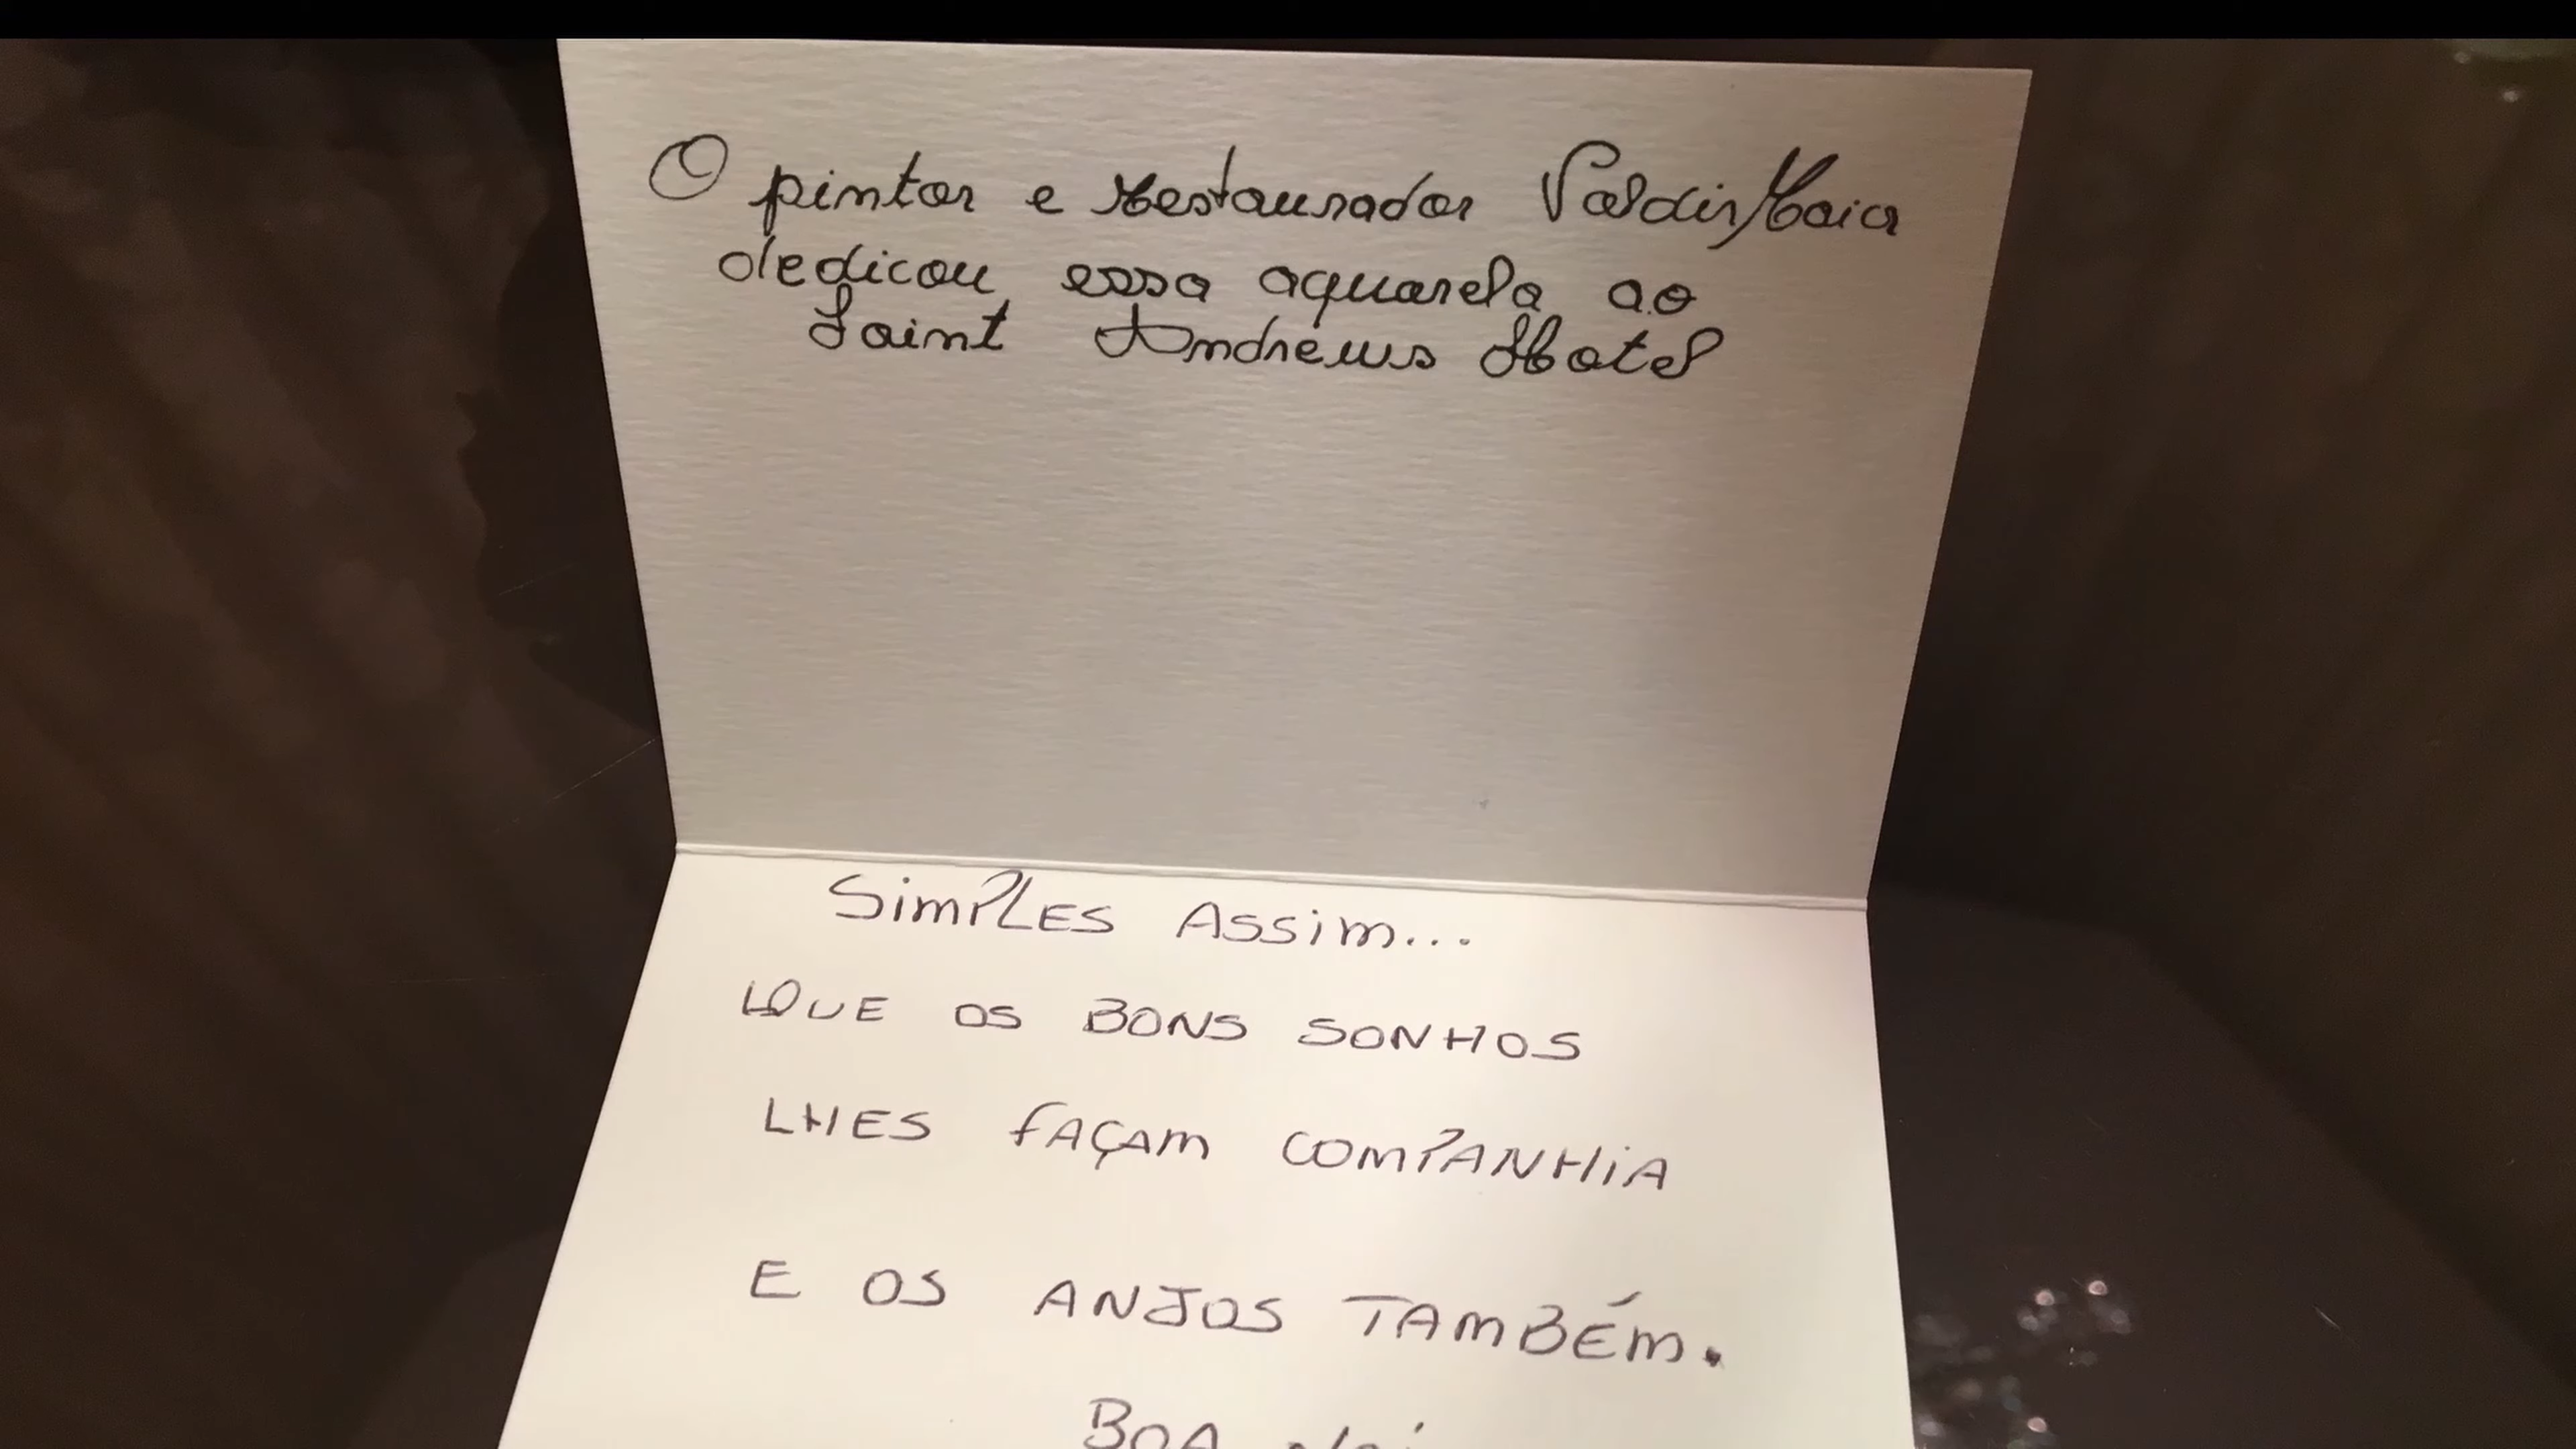 O pintor e restaurador Valdir Maia
dedicou essa aquarela ao
Saint Andrews Hotel
SIMPLES ASSIM...
QUE OS BONS SONHOS
LHES FAÇAM COMPANHIA
E OS ANJOS TAMBÉM.
BOA